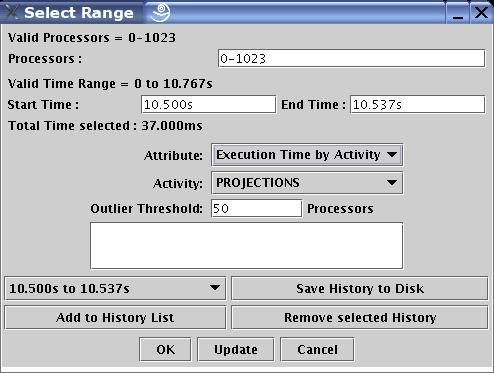 Select Range
Valid Processors = 0-1023
Processors : 0-1023
Valid Time Range = 0 to 10.767s
Start Time : 10.500s End Time : 10.537s
Total Time selected : 37.000ms
Attribute: Execution Time by Activity
Activity: PROJECTIONS
Outlier Threshold: 50 Processors
10.500s to 10.537s Save History to Disk
Add to History List Remove selected History
OK Update Cancel